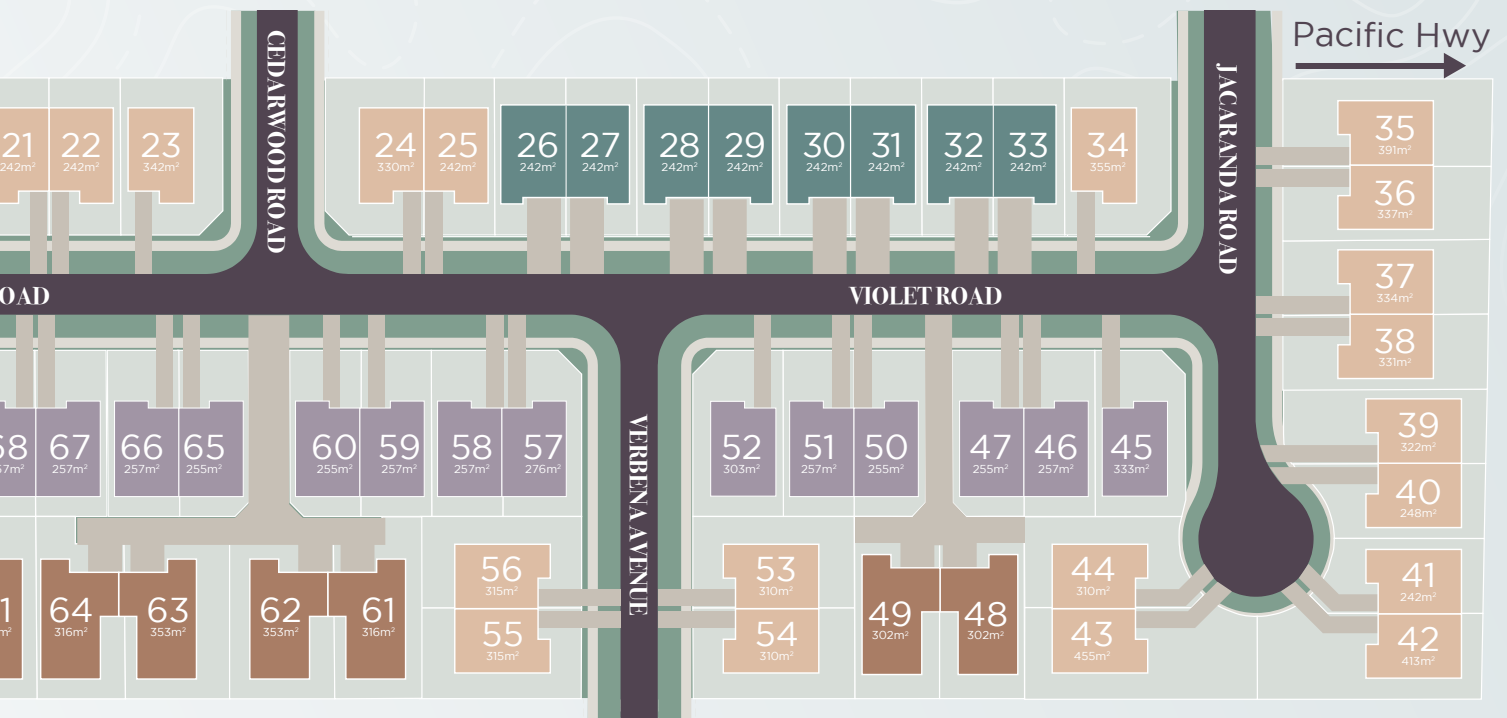 Pacific Hwy
CEDARWOOD ROAD
JACARANDA ROAD
21
242m²
22
242m²
23
342m²
24
330m²
25
242m²
26
242m²
27
242m²
28
242m²
29
242m²
30
242m²
31
242m²
32
242m²
33
242m²
34
355m²
35
391m²
36
337m²
37
334m²
38
331m²
OAD
VIOLET ROAD
VERBENA AVENUE
67
257m²
66
257m²
65
255m²
60
255m²
59
257m²
58
257m²
57
276m²
52
303m²
51
257m²
50
255m²
47
255m²
46
257m²
45
333m²
39
322m²
40
248m²
64
316m²
63
353m²
62
353m²
61
316m²
56
315m²
55
315m²
53
310m²
54
310m²
49
302m²
48
302m²
44
310m²
43
455m²
41
242m²
42
413m²